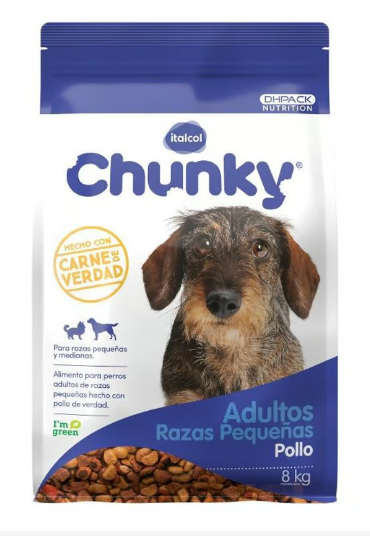 DHPACK
NUTRITION
italcol
Chunky®
HECHO CON
CARNE DE
VERDAD
Para razas pequeñas
y medianas.
Alimento para perros
adultos de razas
pequeñas hecho con
pollo de verdad.
I'm
green
Adultos
Razas Pequeñas
Pollo
8 kg